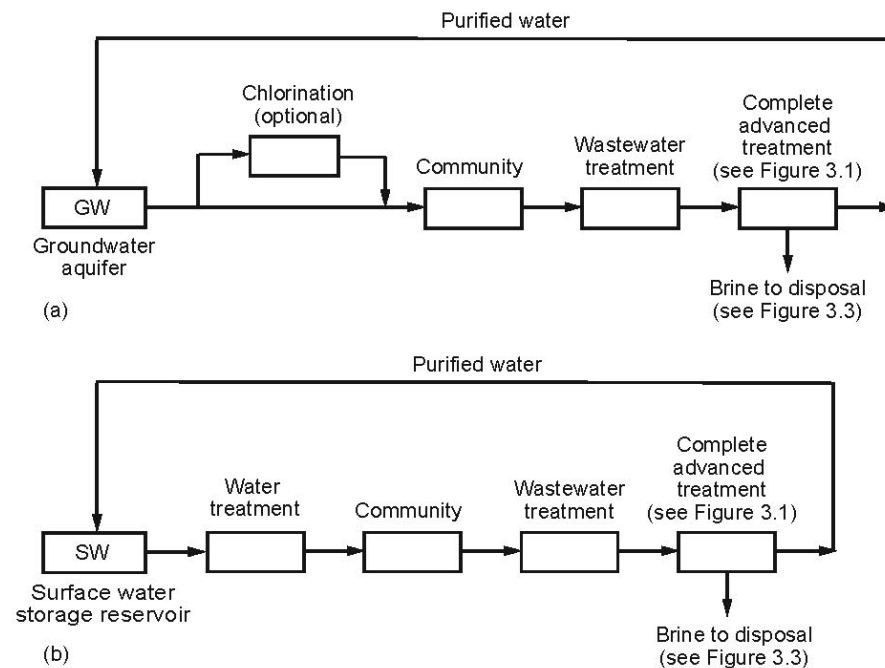 Purified water
Chlorination
(optional)
Complete
advanced
treatment
(see Figure 3.1)
Community
Wastewater
treatment
GW
Groundwater
aquifer
Brine to disposal
(see Figure 3.3)
(a)
Purified water
Complete
advanced
treatment
(see Figure 3.1)
Water
treatment
Community
Wastewater
treatment
SW
Surface water
storage reservoir
Brine to disposal
(see Figure 3.3)
(b)